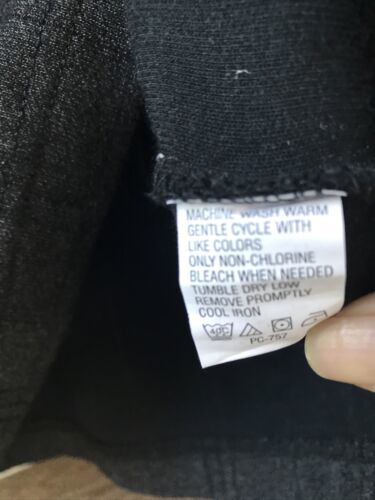 MACHINE WASH WARM
GENTLE CYCLE WITH
LIKE COLORS
ONLY NON-CHLORINE
BLEACH WHEN NEEDED
TUMBLE DRY LOW
REMOVE PROMPTLY
COOL IRON
PC-757